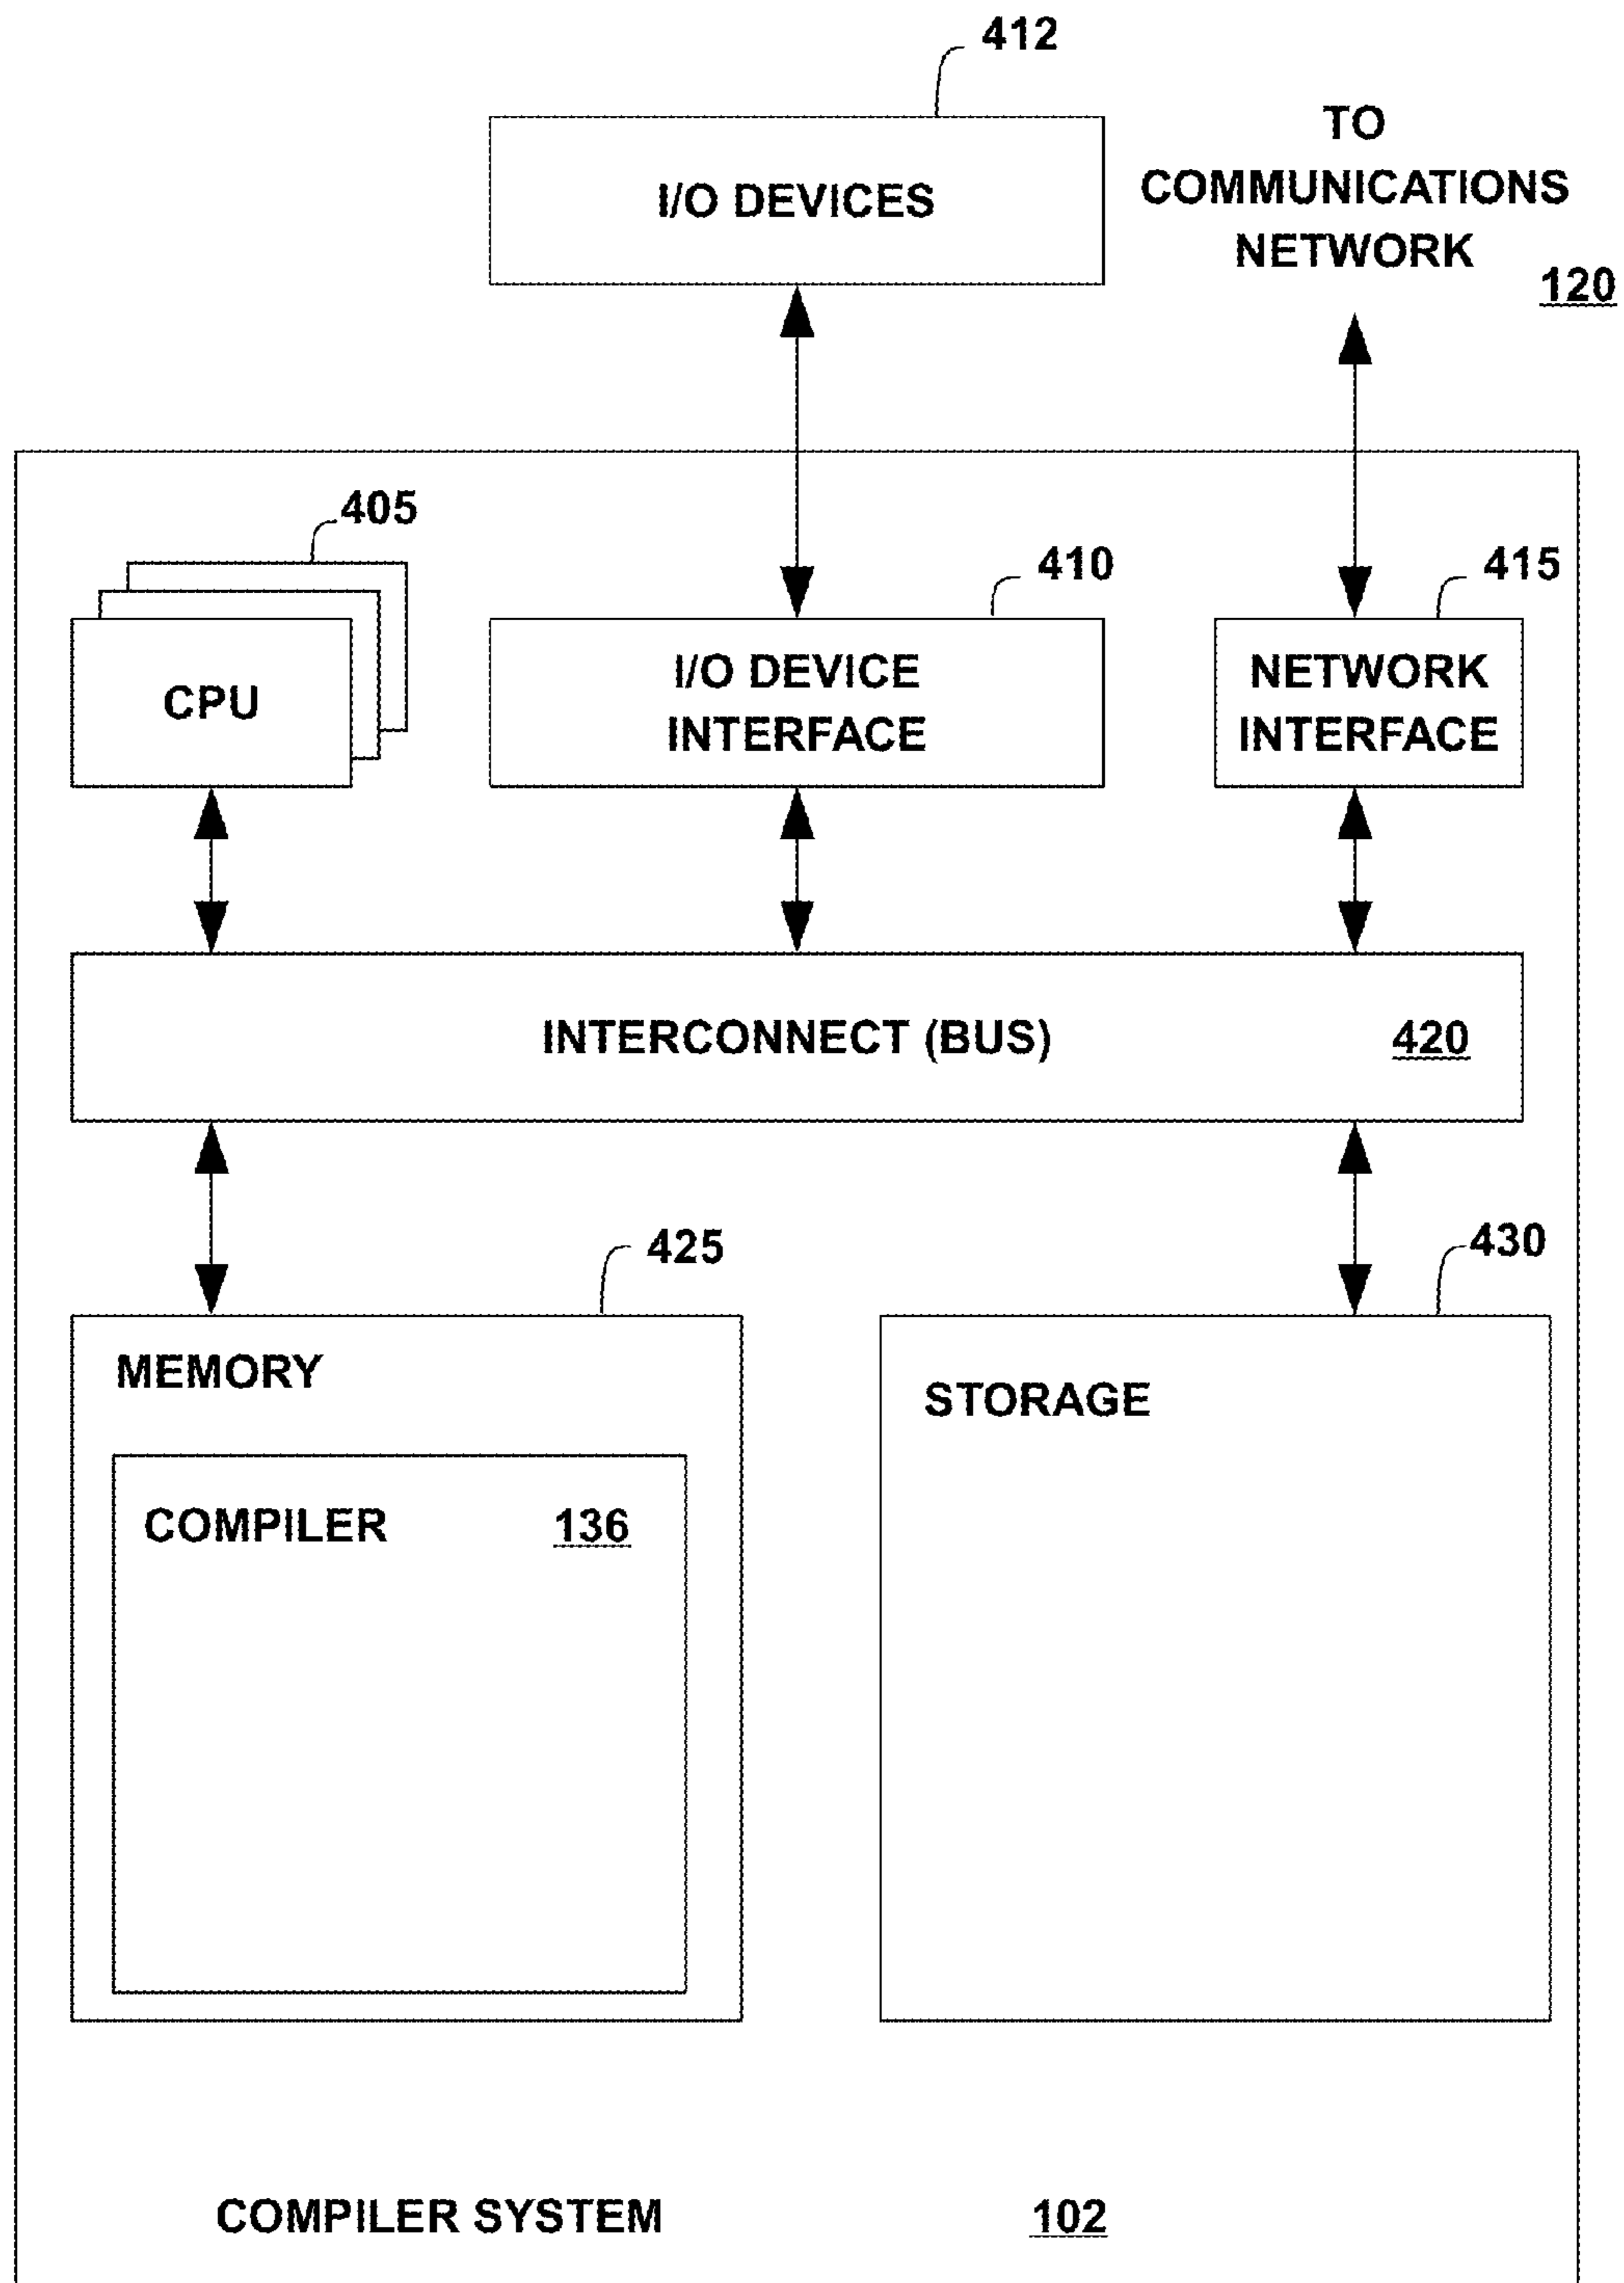 412
I/O DEVICES
TO
COMMUNICATIONS
NETWORK
120
405
410
415
CPU
I/O DEVICE
INTERFACE
NETWORK
INTERFACE
INTERCONNECT (BUS)
420
425
430
MEMORY
STORAGE
COMPILER
136
COMPILER SYSTEM
102